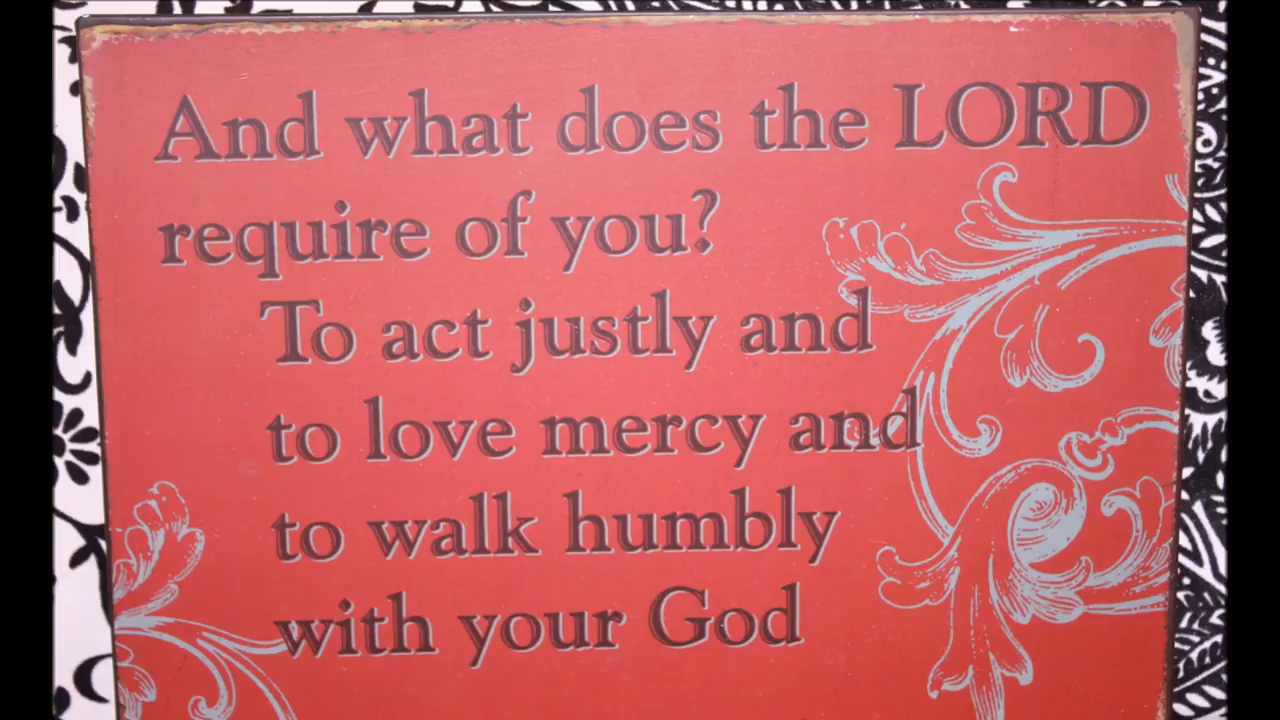 And what does the LORD
require of you?
To act justly and
to love mercy and
to walk humbly
with your God